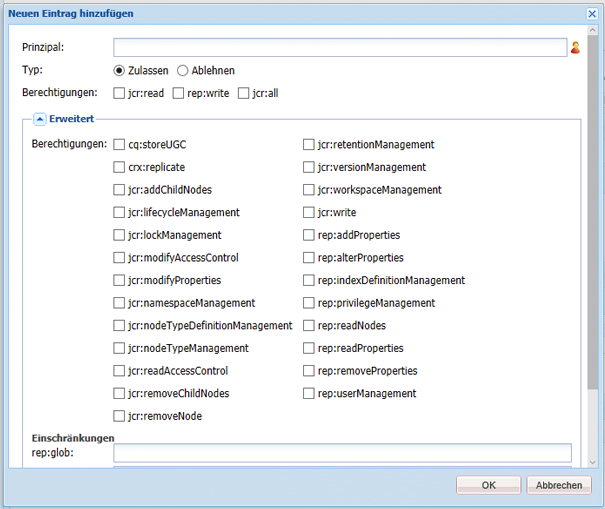 Neuen Eintrag hinzufügen
Prinzipal:
Typ: Zulassen Ablehnen
Berechtigungen: jcr:read rep:write jcr:all
Erweitert
Berechtigungen: cq:storeUGC jcr:retentionManagement
crx:replicate jcr:versionManagement
jcr:addChildNodes jcr:workspaceManagement
jcr:lifecycleManagement jcr:write
jcr:lockManagement rep:addProperties
jcr:modifyAccessControl rep:alterProperties
jcr:modifyProperties rep:indexDefinitionManagement
jcr:namespaceManagement rep:privilegeManagement
jcr:nodeTypeDefinitionManagement rep:readNodes
jcr:nodeTypeManagement rep:readProperties
jcr:readAccessControl rep:removeProperties
jcr:removeChildNodes rep:userManagement
jcr:removeNode
Einschränkungen
rep:glob:
OK Abbrechen